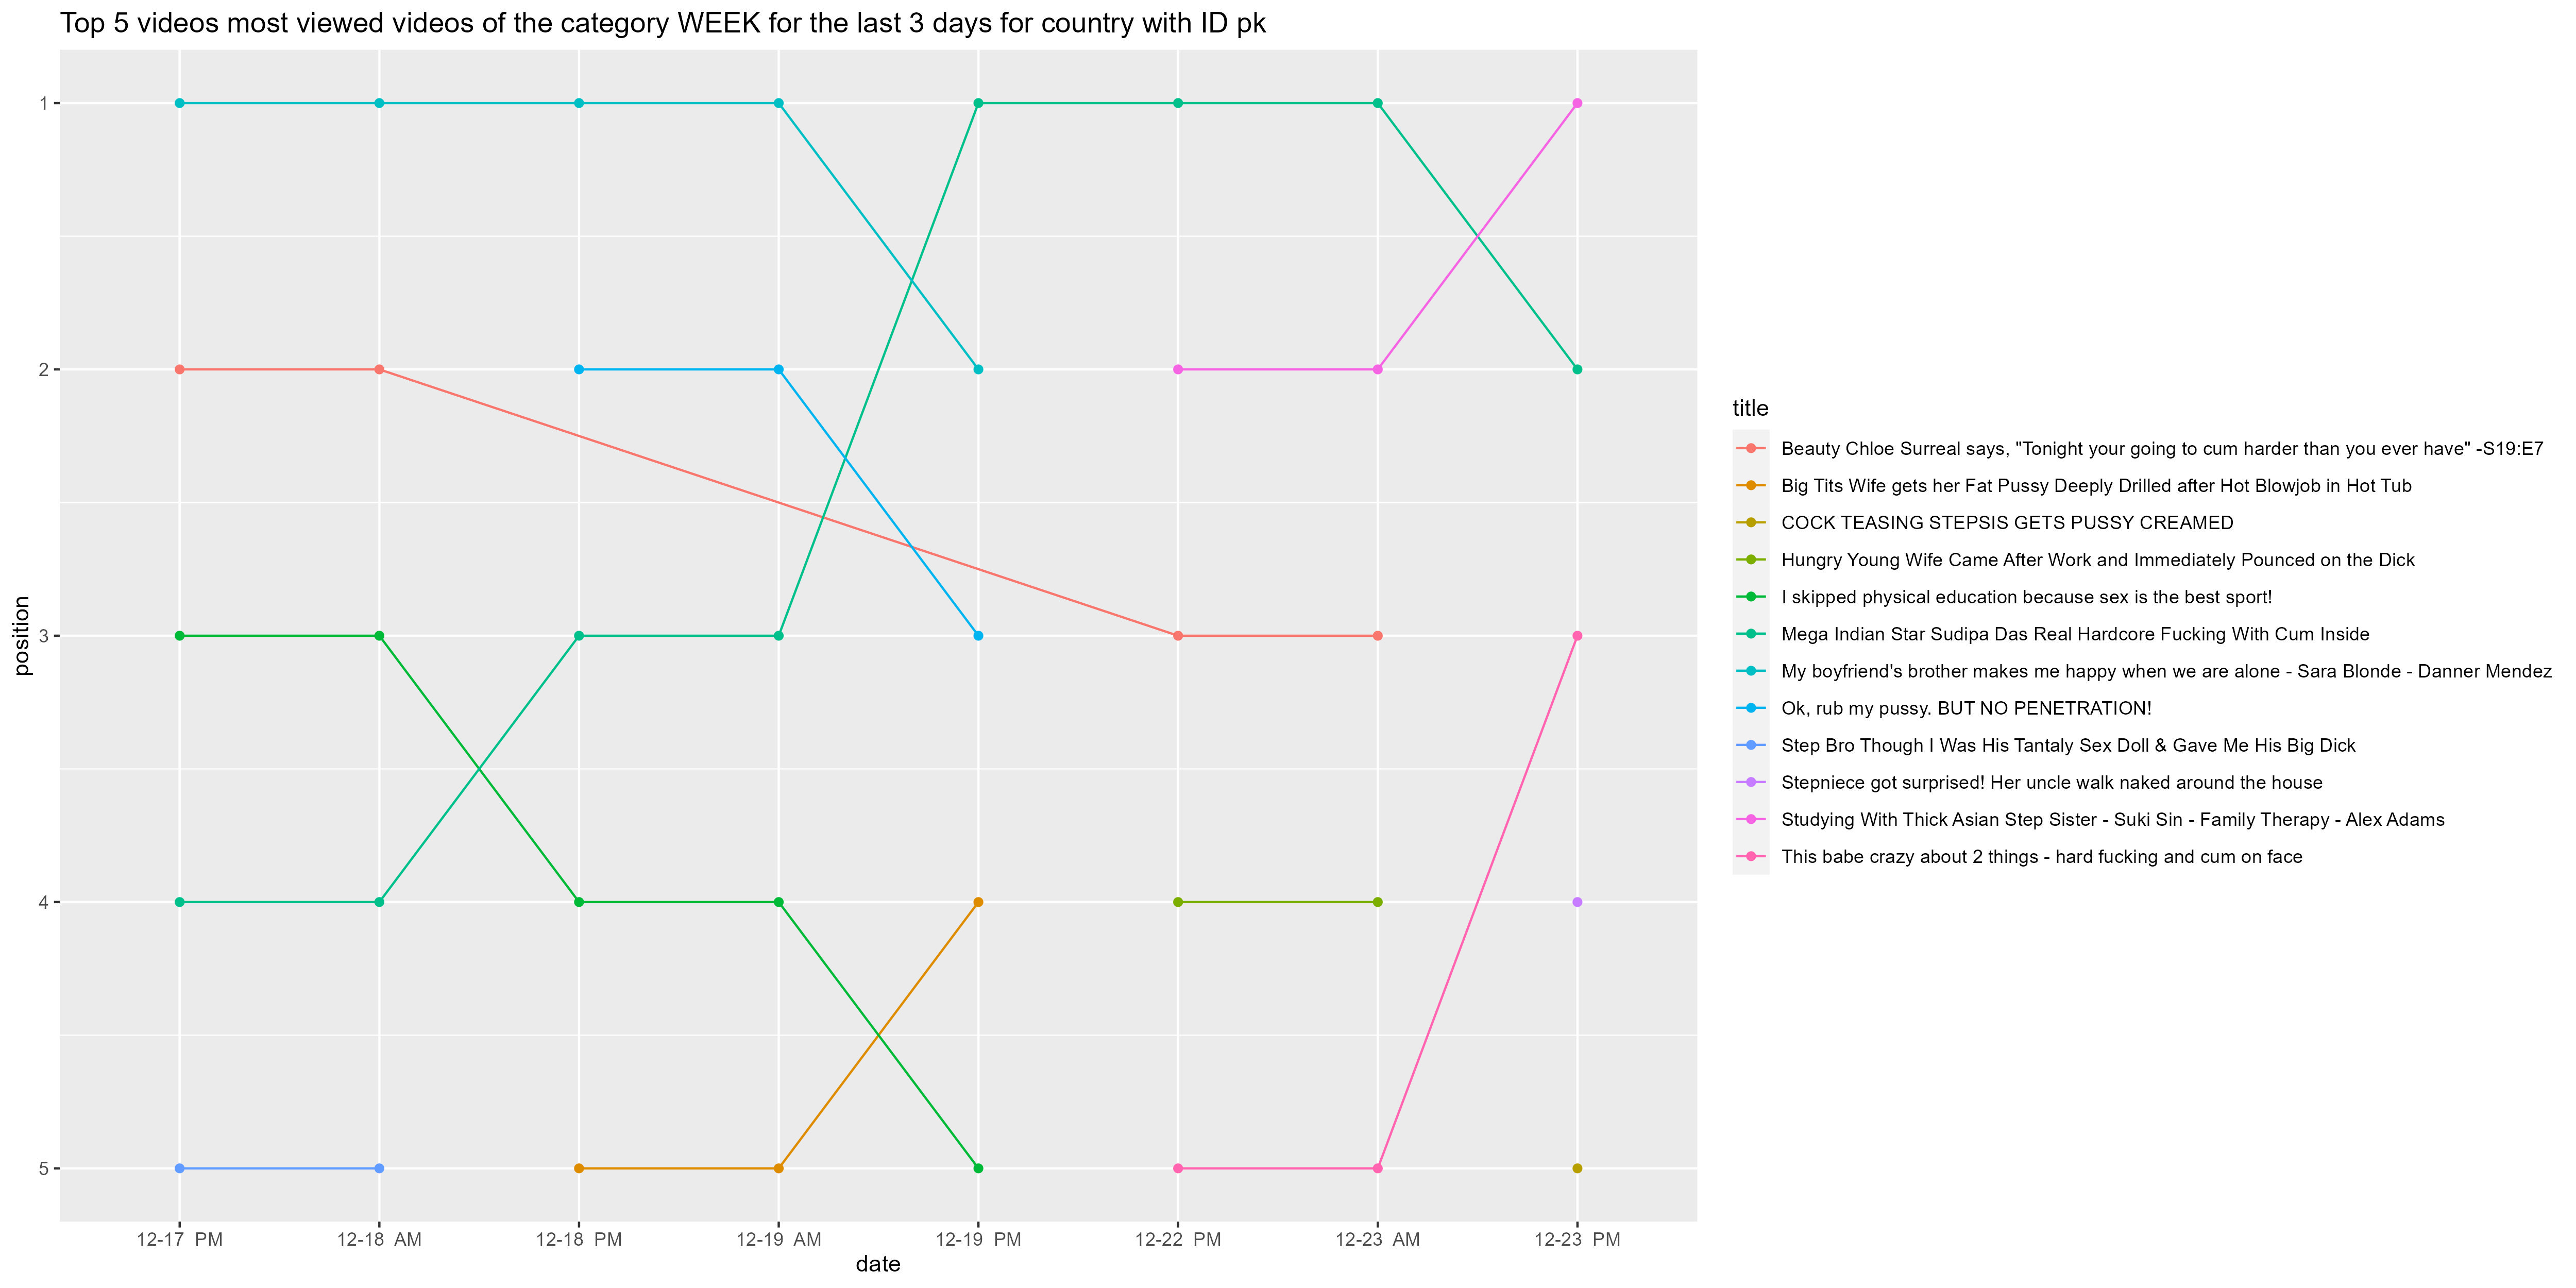 Top 5 videos most viewed videos of the category WEEK for the last 3 days for country with ID pk
1
2
3
4
5
position
12-17 PM
12-18 AM
12-18 PM
12-19 AM
12-19 PM
12-22 PM
12-23 AM
12-23 PM
date
title
Beauty Chloe Surreal says, "Tonight your going to cum harder than you ever have" -S19:E7
Big Tits Wife gets her Fat Pussy Deeply Drilled after Hot Blowjob in Hot Tub
COCK TEASING STEPSIS GETS PUSSY CREAMED
Hungry Young Wife Came After Work and Immediately Pounced on the Dick
I skipped physical education because sex is the best sport!
Mega Indian Star Sudipa Das Real Hardcore Fucking With Cum Inside
My boyfriend's brother makes me happy when we are alone - Sara Blonde - Danner Mendez
Ok, rub my pussy. BUT NO PENETRATION!
Step Bro Though I Was His Tantaly Sex Doll & Gave Me His Big Dick
Stepniece got surprised! Her uncle walk naked around the house
Studying With Thick Asian Step Sister - Suki Sin - Family Therapy - Alex Adams
This babe crazy about 2 things - hard fucking and cum on face